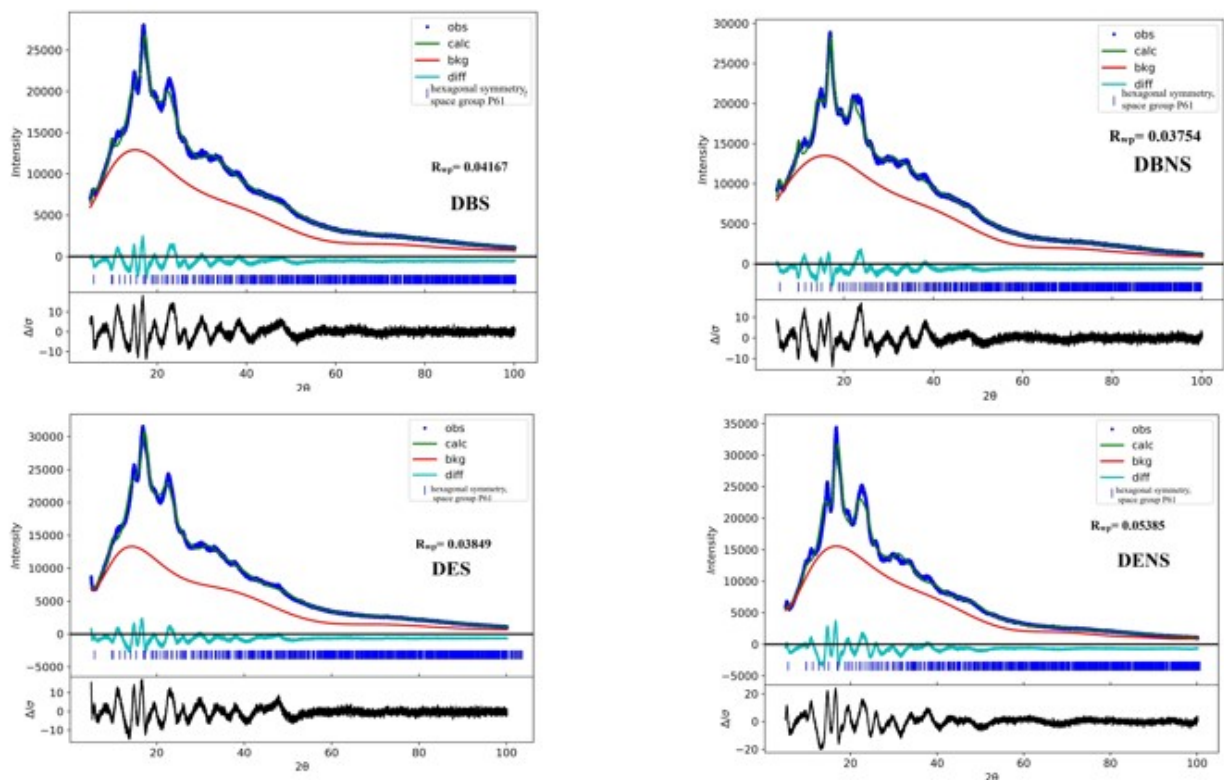 25000
20000
15000
10000
5000
0
10
0
−10
Intensity
Δ/σ
obs
calc
bkg
diff
hexagonal symmetry,
space group P61
Rwp= 0.04167
DBS
20 40 60 80 100
2θ
30000
25000
20000
15000
10000
5000
0
10
0
−10
Intensity
Δ/σ
obs
calc
bkg
diff
hexagonal symmetry,
space group P61
Rwp= 0.03754
DBNS
20 40 60 80 100
2θ
30000
25000
20000
15000
10000
5000
0
−5000
10
0
−10
Intensity
Δ/σ
obs
calc
bkg
diff
hexagonal symmetry,
space group P61
Rwp= 0.03849
DES
20 40 60 80 100
2θ
35000
30000
25000
20000
15000
10000
5000
0
−5000
20
0
−20
Intensity
Δ/σ
obs
calc
bkg
diff
hexagonal symmetry,
space group P61
Rwp= 0.05385
DENS
20 40 60 80 100
2θ